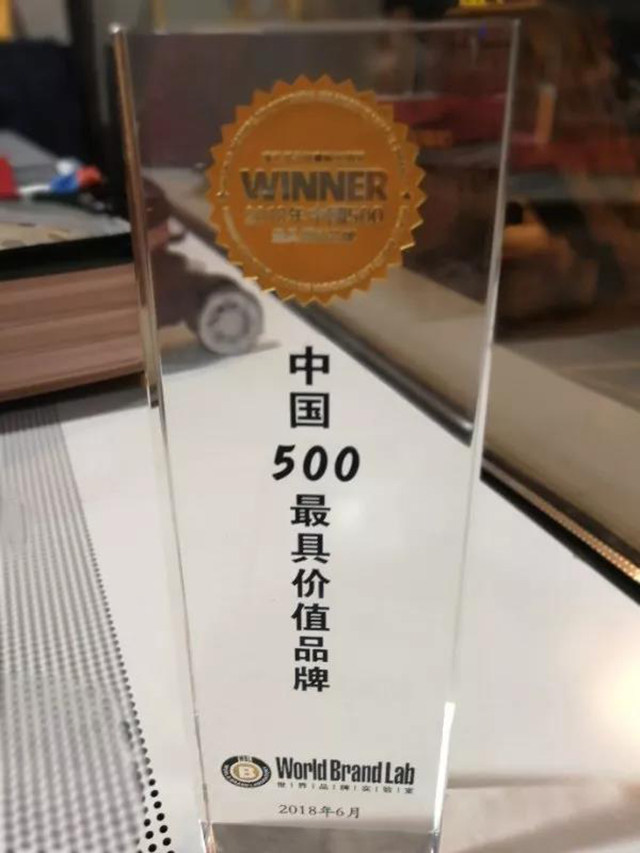 WINNER
中国
500
最具价值品牌
World Brand Lab
世|界|品|牌|实|验|室
2018年6月